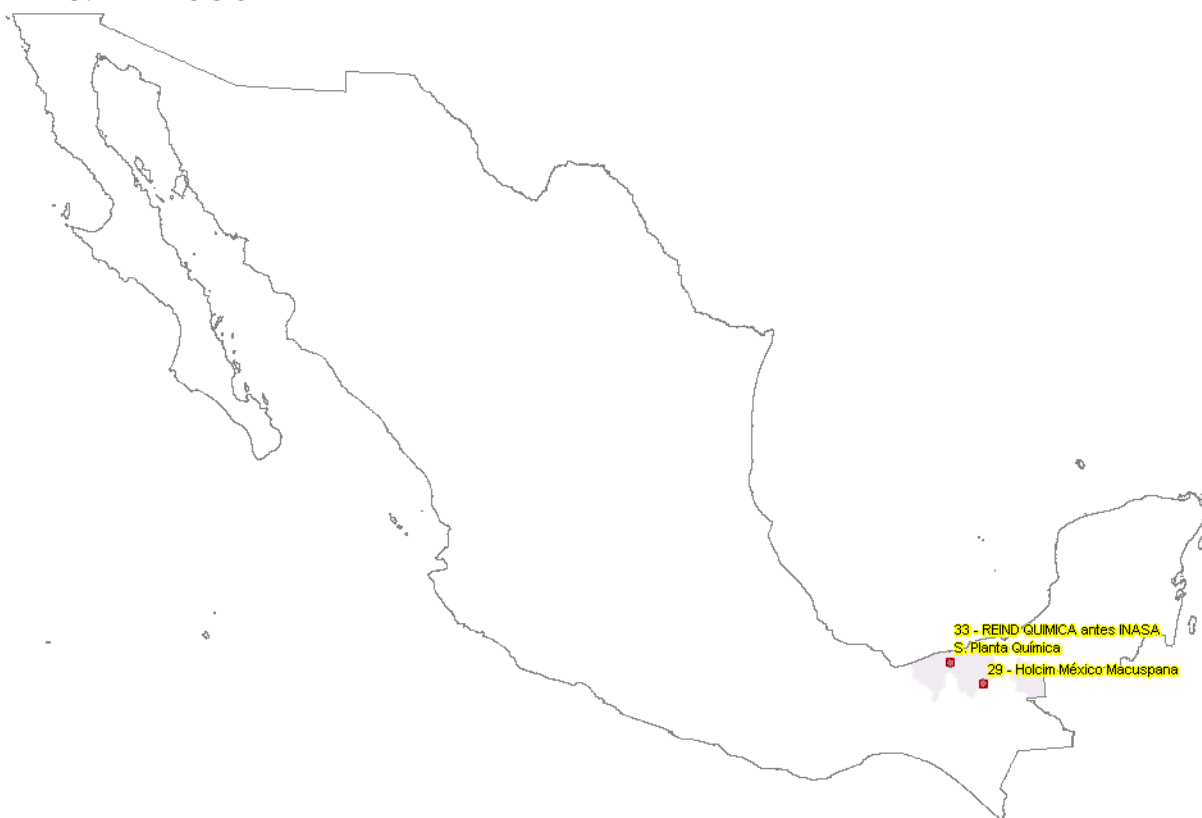 33 - REIND QUIMICA antes INASA
S. Planta Química
29 - Holcim México Macuspana